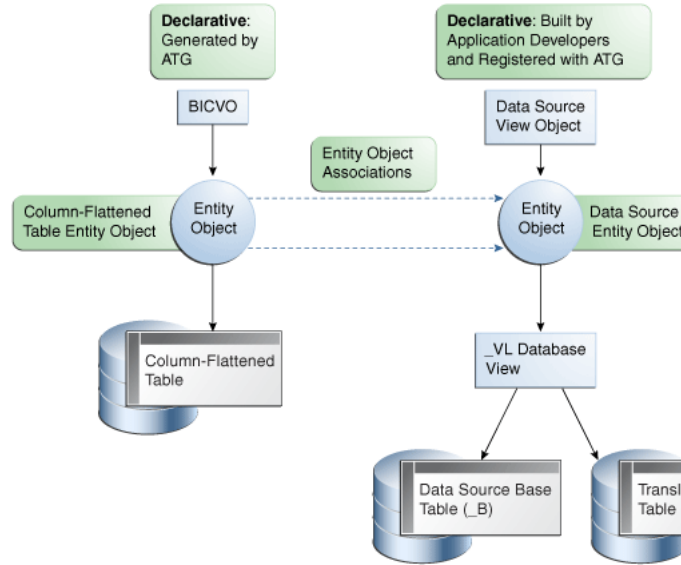 Declarative:
Generated by
ATG
Declarative: Built by
Application Developers
and Registered with ATG
BICVO
Data Source
View Object
Entity Object
Associations
Column-Flattened
Table Entity Object
Entity
Object
Entity
Object
Data Source
Entity Object
Column-Flattened
Table
_VL Database
View
Data Source Base
Table (_B)
Table